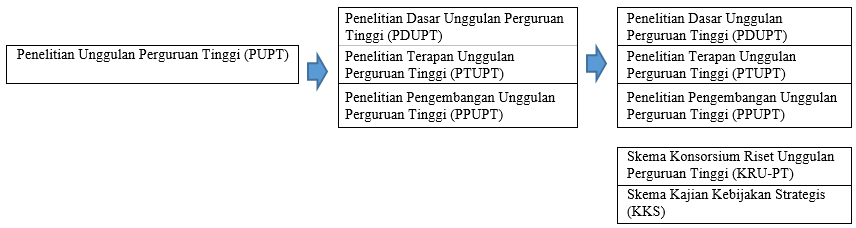 Penelitian Unggulan Perguruan Tinggi (PUPT)
Penelitian Dasar Unggulan Perguruan
Tinggi (PDUPT)
Penelitian Terapan Unggulan
Perguruan Tinggi (PTUPT)
Penelitian Pengembangan Unggulan
Perguruan Tinggi (PPUPT)
Penelitian Dasar Unggulan
Perguruan Tinggi (PDUPT)
Penelitian Terapan Unggulan
Perguruan Tinggi (PTUPT)
Penelitian Pengembangan Unggulan
Perguruan Tinggi (PPUPT)
Skema Konsorsium Riset Unggulan
Perguruan Tinggi (KRU-PT)
Skema Kajian Kebijakan Strategis
(KKS)